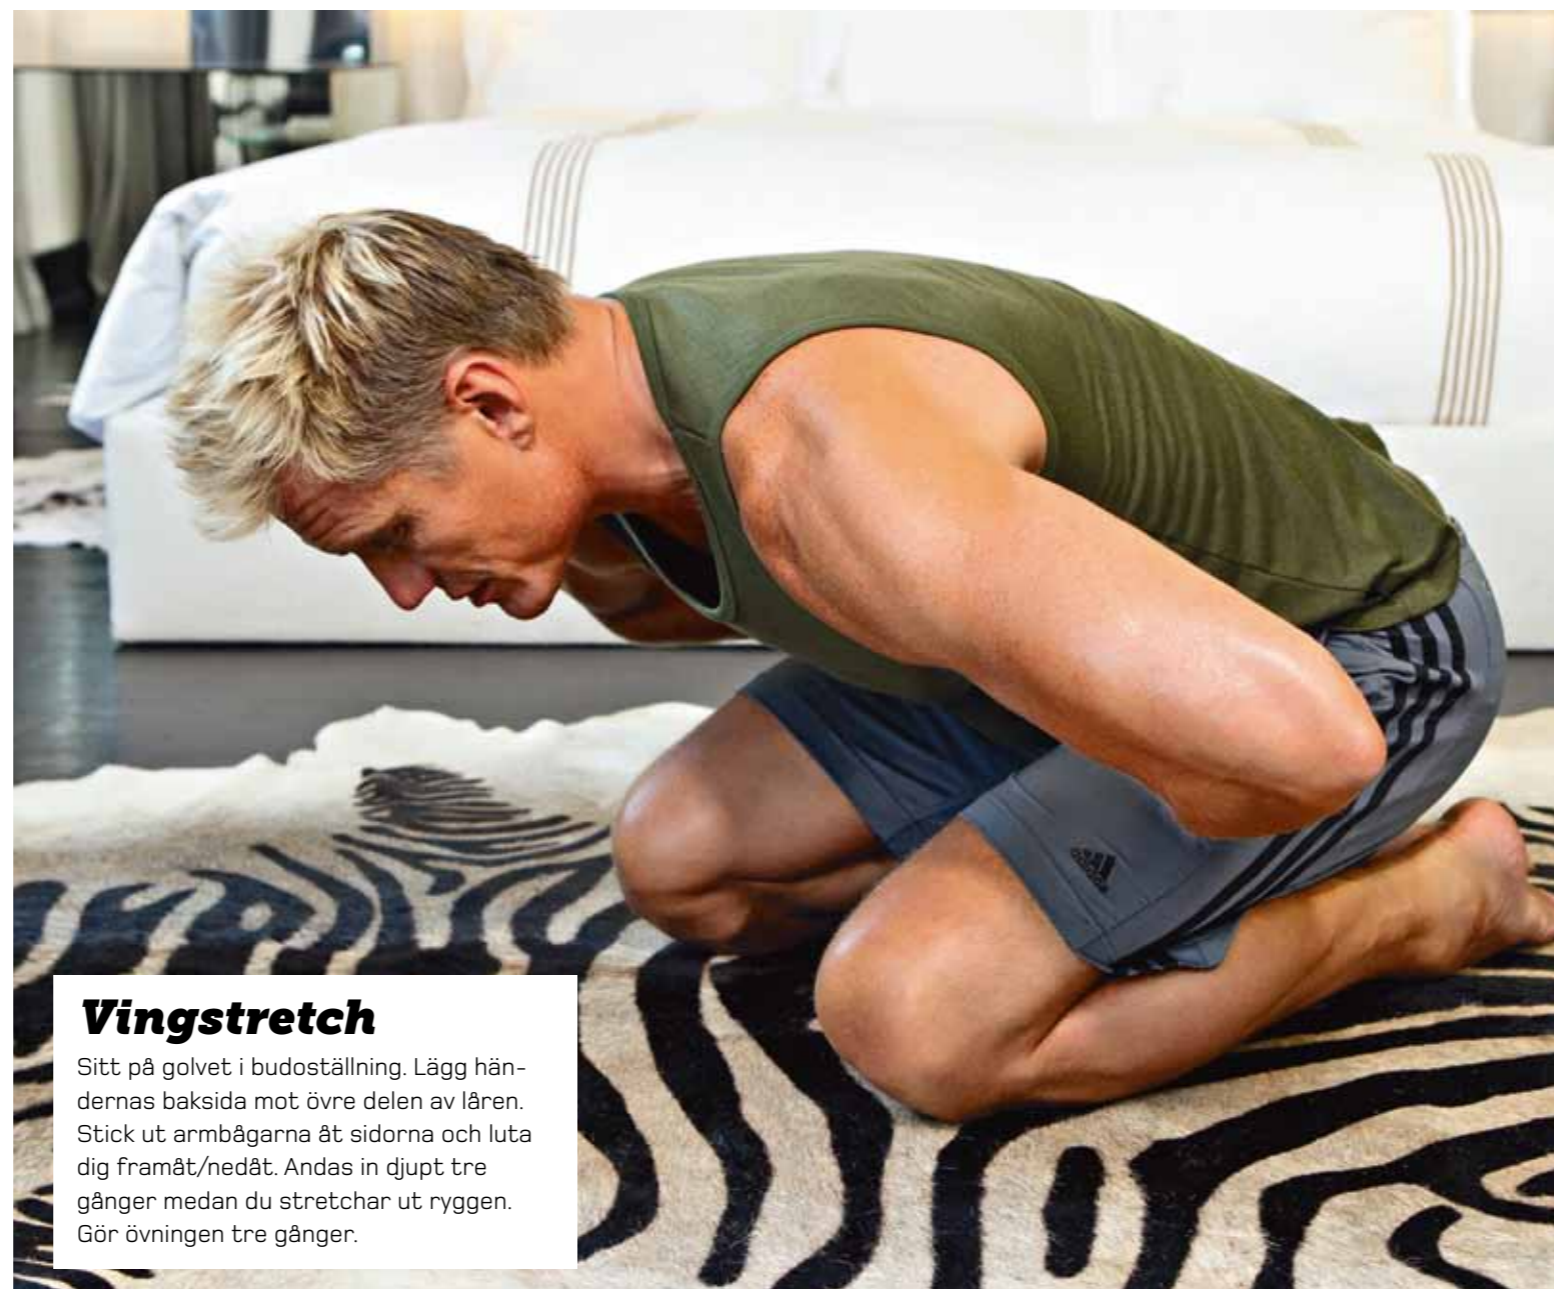 Vingstretch
Sitt på golvet i budoställning. Lägg hän-
dernas baksida mot övre delen av låren.
Stick ut armbågarna åt sidorna och luta
dig framåt/nedåt. Andas in djupt tre
gånger medan du stretchar ut ryggen.
Gör övningen tre gånger.